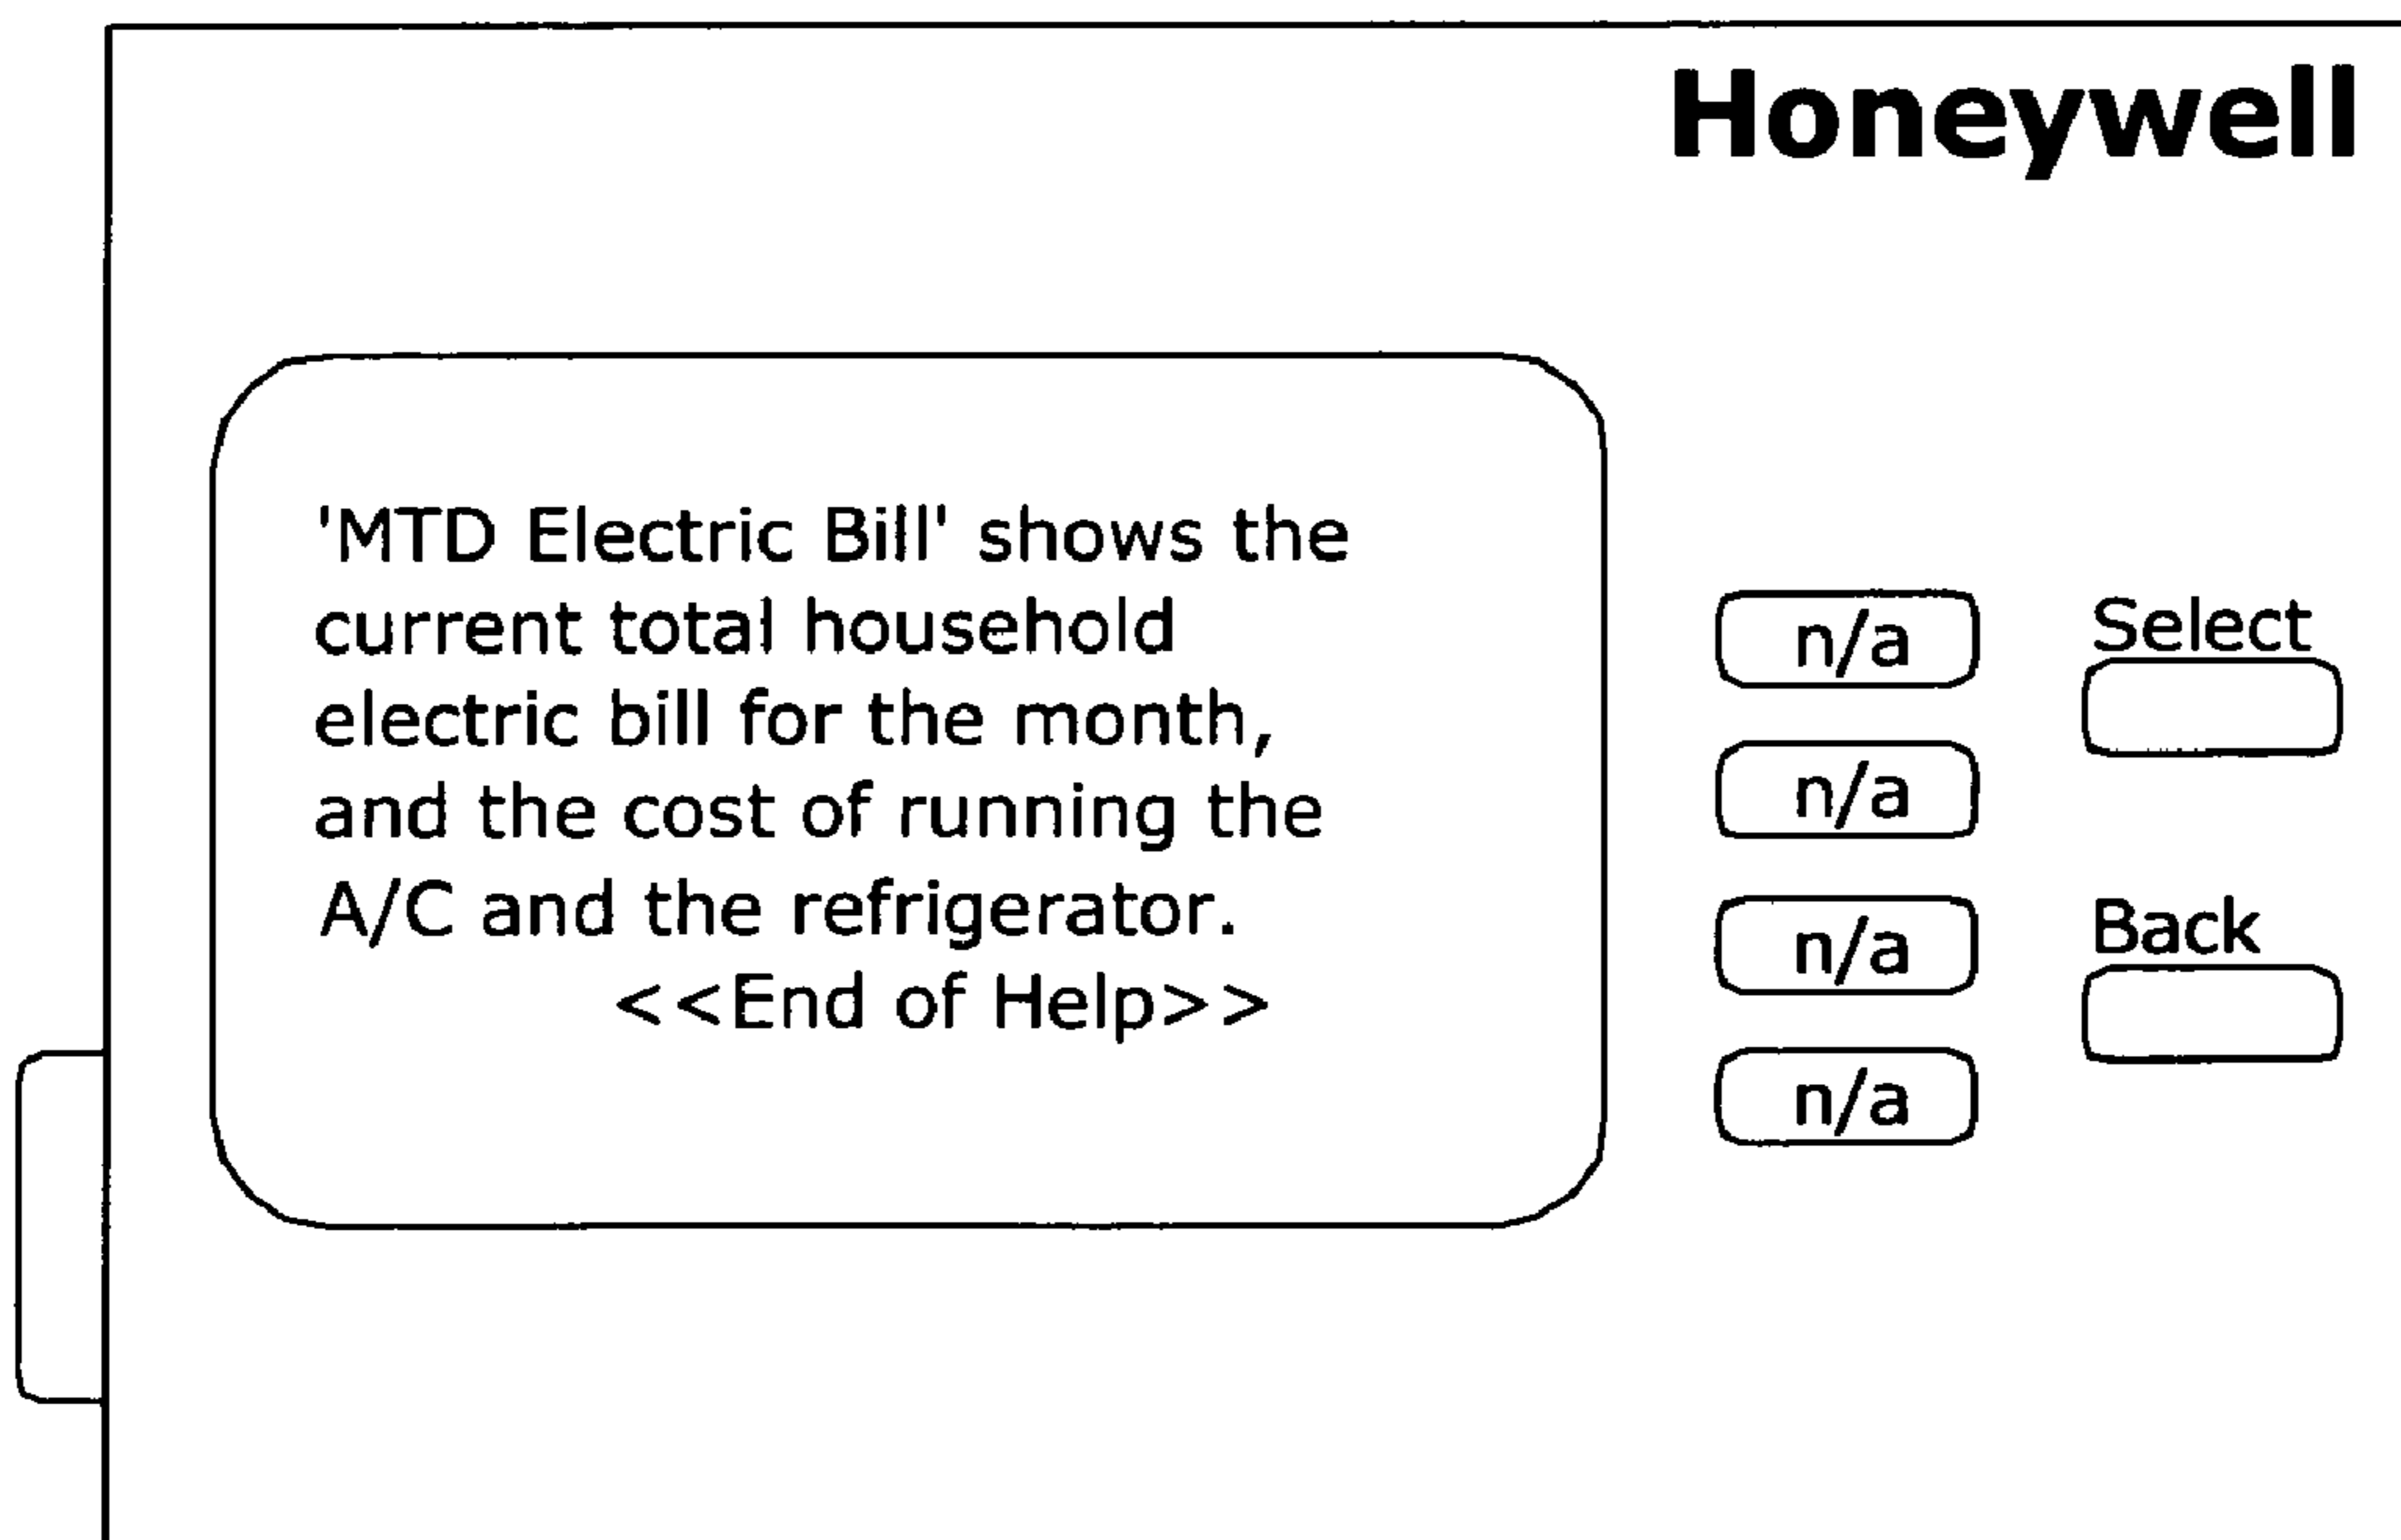 Honeywell
'MTD Electric Bill' shows the
current total household
electric bill for the month,
and the cost of running the
A/C and the refrigerator.
<<End of Help>>
n/a
n/a
n/a
n/a
Select
Back